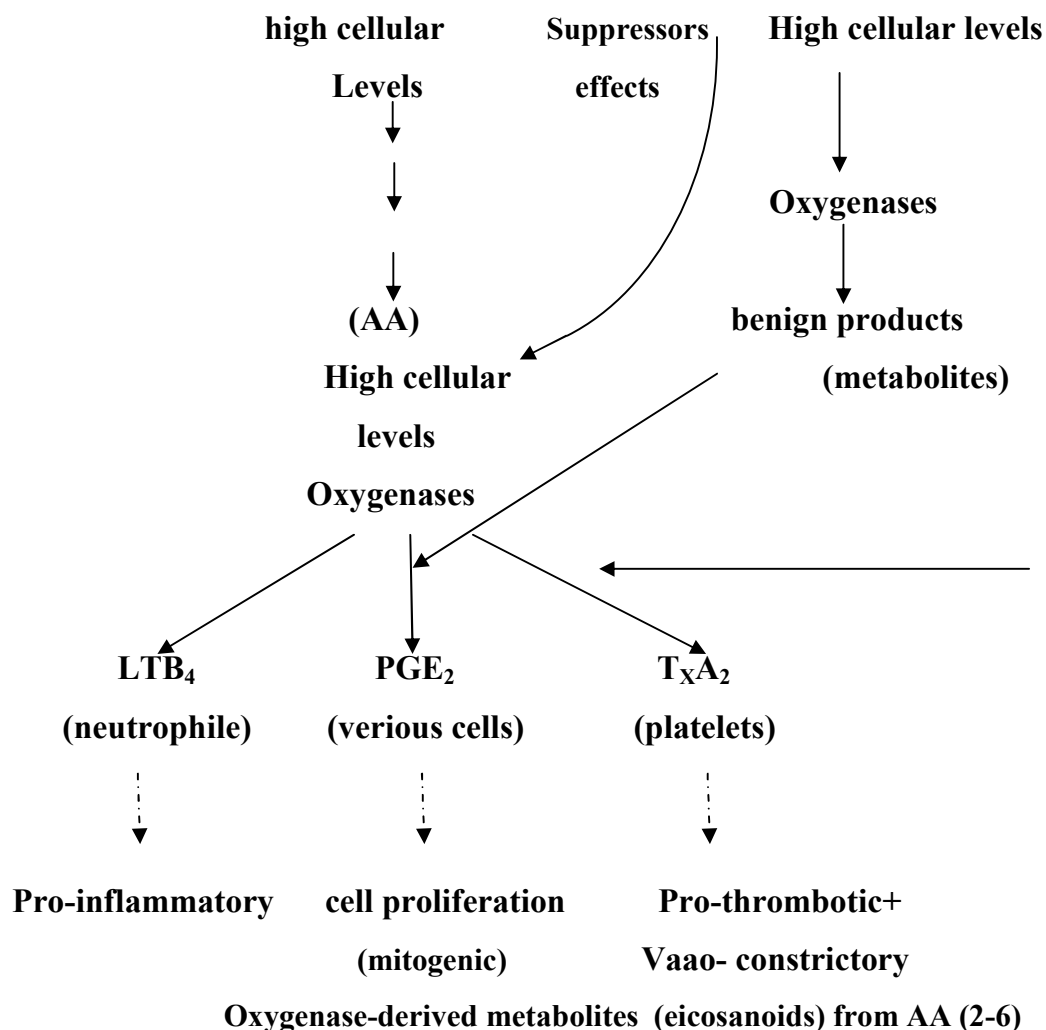 high cellular Suppressors High cellular levels
Levels effects
Oxygenases
(AA) benign products
High cellular (metabolites)
levels
Oxygenases
LTB₄ PGE₂ TₓA₂
(neutrophile) (verious cells) (platelets)
Pro-inflammatory cell proliferation Pro-thrombotic+
(mitogenic) Vaao- constrictory
Oxygenase-derived metabolites (eicosanoids) from AA (2-6)